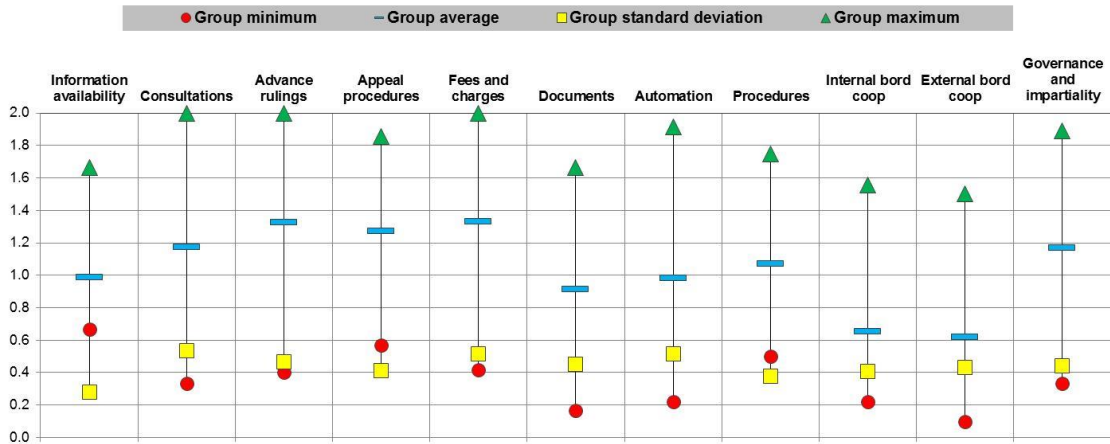 Group minimum Group average Group standard deviation Group maximum
Information
availability
Consultations
Advance
rulings
Appeal
procedures
Fees and
charges
Documents
Automation
Procedures
Internal bord
coop
External bord
coop
Governance
and
impartiality
2.0
1.8
1.6
1.4
1.2
1.0
0.8
0.6
0.4
0.2
0.0